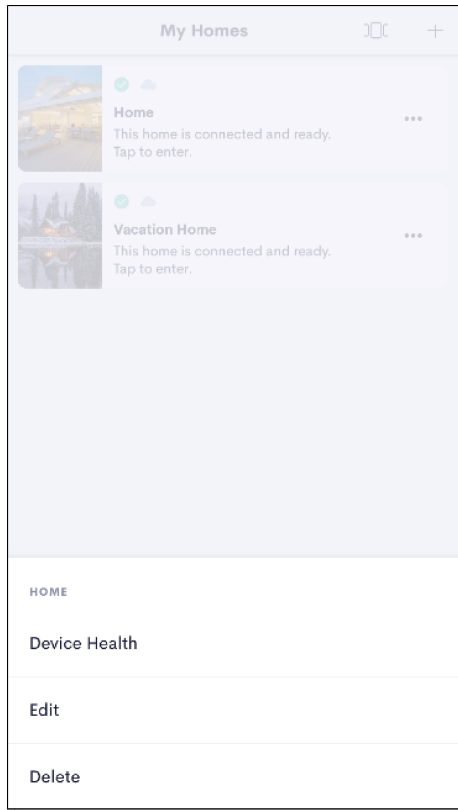 My Homes
Home
This home is connected and ready.
Tap to enter.
Vacation Home
This home is connected and ready.
Tap to enter.
HOME
Device Health
Edit
Delete